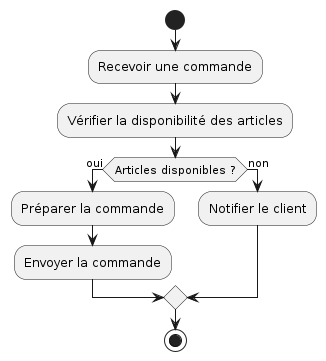 Recevoir une commande
Vérifier la disponibilité des articles
oui
Articles disponibles ?
non
Préparer la commande
Notifier le client
Envoyer la commande